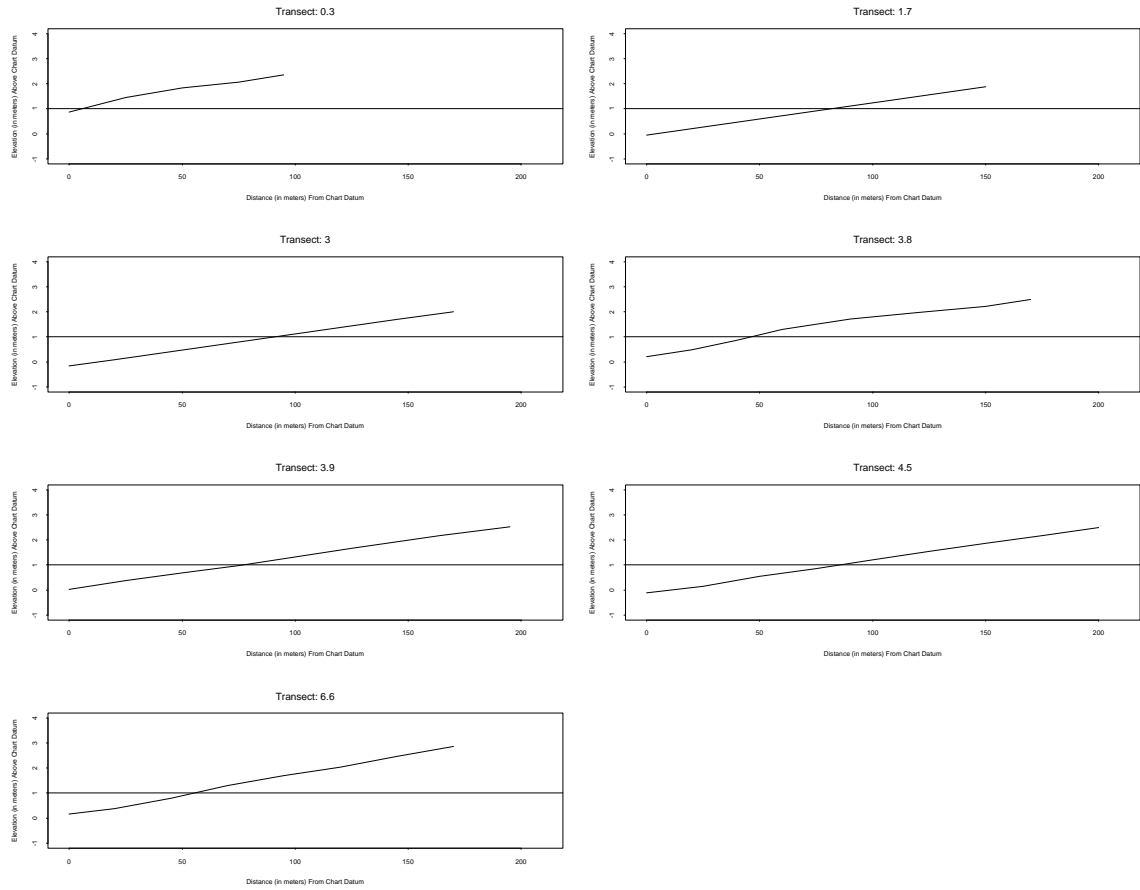 Transect: 0.3
Elevation (in meters) Above Chart Datum
4
3
2
1
0
-1
0 50 100 150 200
Distance (in meters) From Chart Datum
Transect: 1.7
Elevation (in meters) Above Chart Datum
4
3
2
1
0
-1
0 50 100 150 200
Distance (in meters) From Chart Datum
Transect: 3
Elevation (in meters) Above Chart Datum
4
3
2
1
0
-1
0 50 100 150 200
Distance (in meters) From Chart Datum
Transect: 3.8
Elevation (in meters) Above Chart Datum
4
3
2
1
0
-1
0 50 100 150 200
Distance (in meters) From Chart Datum
Transect: 3.9
Elevation (in meters) Above Chart Datum
4
3
2
1
0
-1
0 50 100 150 200
Distance (in meters) From Chart Datum
Transect: 4.5
Elevation (in meters) Above Chart Datum
4
3
2
1
0
-1
0 50 100 150 200
Distance (in meters) From Chart Datum
Transect: 6.6
Elevation (in meters) Above Chart Datum
4
3
2
1
0
-1
0 50 100 150 200
Distance (in meters) From Chart Datum